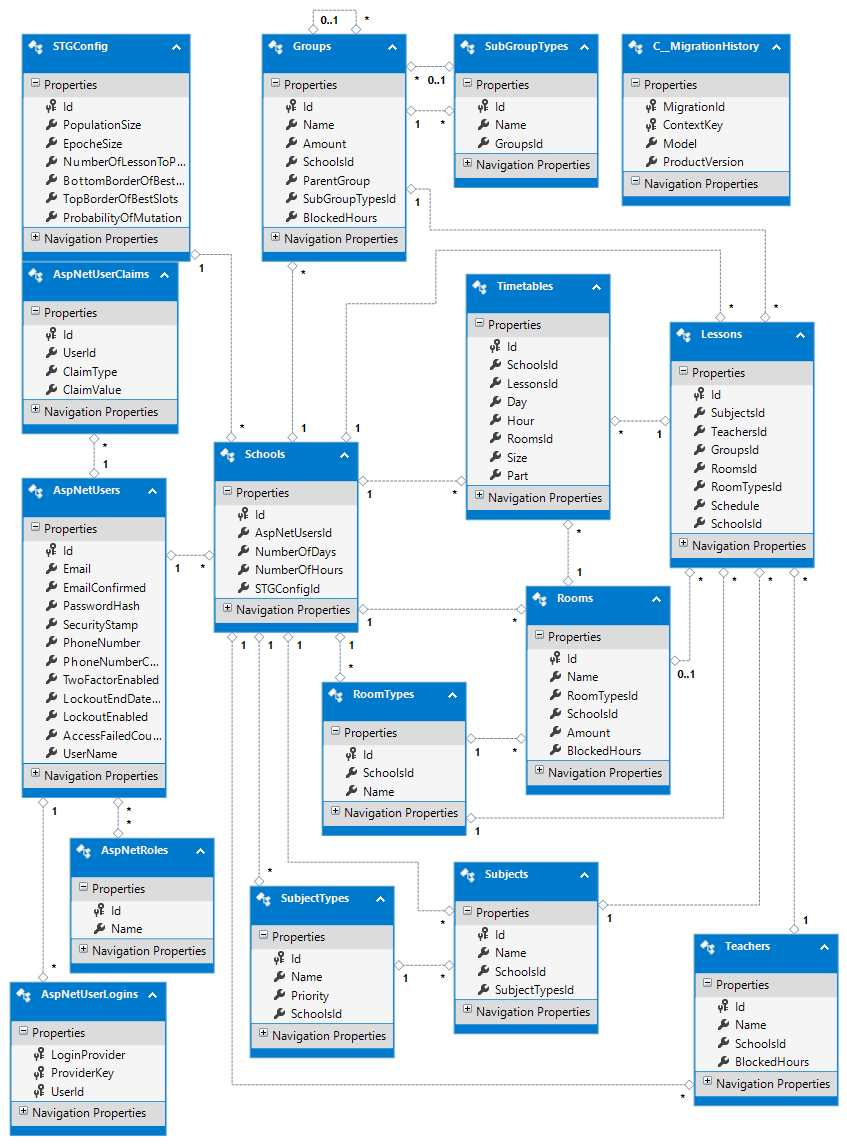 0..1
*
STGConfig
Properties
Id
PopulationSize
EpocheSize
NumberOfLessonToP...
BottomBorderOfBest...
TopBorderOfBestSlots
ProbabilityOfMutation
Navigation Properties
1
Groups
Properties
Id
Name
Amount
SchoolsId
ParentGroup
SubGroupTypesId
BlockedHours
Navigation Properties
*
* 0..1
1 *
1
SubGroupTypes
Properties
Id
Name
GroupsId
Navigation Properties
C__MigrationHistory
Properties
MigrationId
ContextKey
Model
ProductVersion
Navigation Properties
AspNetUserClaims
Properties
Id
UserId
ClaimType
ClaimValue
Navigation Properties
*
1
Timetables
Properties
Id
SchoolsId
LessonsId
Day
Hour
RoomsId
Size
Part
Navigation Properties
*
1
* 1
* *
Lessons
Properties
Id
SubjectsId
TeachersId
GroupsId
RoomsId
RoomTypesId
Schedule
SchoolsId
Navigation Properties
* * * *
* 1 1
Schools
Properties
Id
AspNetUsersId
NumberOfDays
NumberOfHours
STGConfigId
Navigation Properties
1 *
1 *
1 1 1 1
*
AspNetUsers
Properties
Id
Email
EmailConfirmed
PasswordHash
SecurityStamp
PhoneNumber
PhoneNumberC...
TwoFactorEnabled
LockoutEndDate...
LockoutEnabled
AccessFailedCou...
UserName
Navigation Properties
1 *
1
*
*
Rooms
Properties
Id
Name
RoomTypesId
SchoolsId
Amount
BlockedHours
Navigation Properties
0..1
RoomTypes
Properties
Id
SchoolsId
Name
Navigation Properties
1 *
1
AspNetRoles
Properties
Id
Name
Navigation Properties
*
SubjectTypes
Properties
Id
Name
Priority
SchoolsId
Navigation Properties
*
1 *
Subjects
Properties
Id
Name
SchoolsId
SubjectTypesId
Navigation Properties
*
1
Teachers
Properties
Id
Name
SchoolsId
BlockedHours
Navigation Properties
1
*
AspNetUserLogins
Properties
LoginProvider
ProviderKey
UserId
Navigation Properties